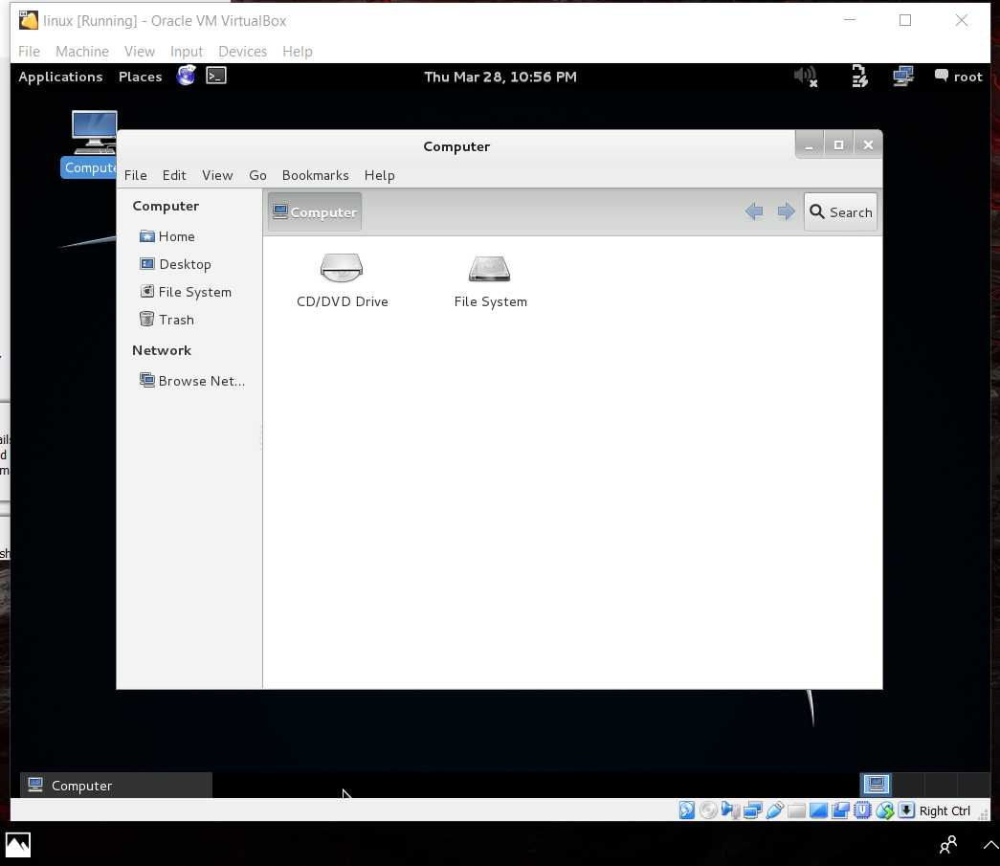 linux [Running] - Oracle VM VirtualBox
File Machine View Input Devices Help
Applications Places Thu Mar 28, 10:56 PM root
Computer
File Edit View Go Bookmarks Help
Computer
Computer
Search
Home
Desktop
File System
Trash
Network
Browse Net...
CD/DVD Drive
File System
Computer
Right Ctrl